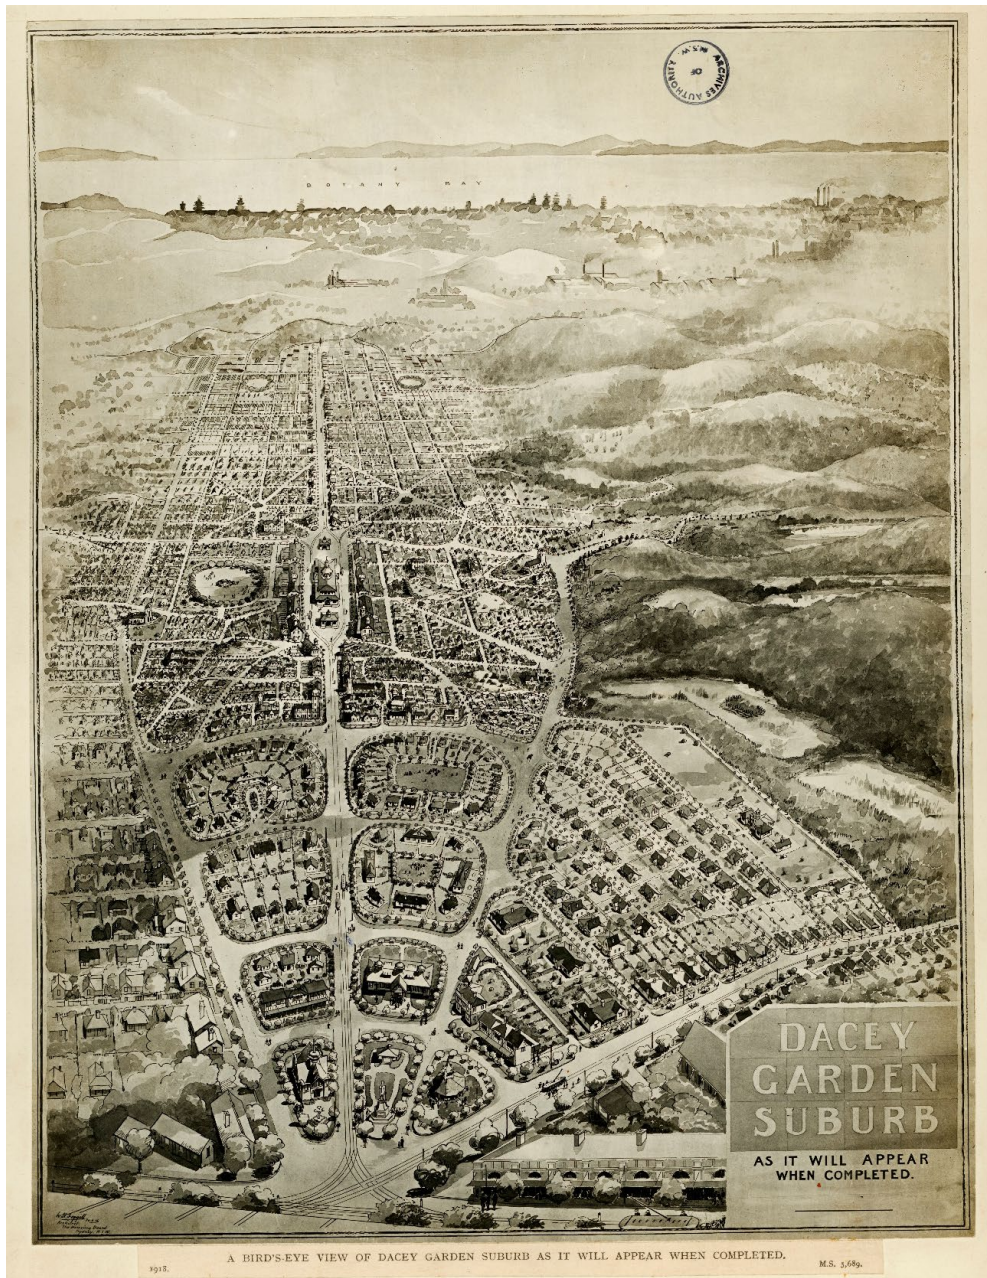 ARCHIVES AUTHORITY
OF
N.S.W.
BOTANY BAY
DACEY
GARDEN
SUBURB
AS IT WILL APPEAR
WHEN COMPLETED.
A BIRD'S-EYE VIEW OF DACEY GARDEN SUBURB AS IT WILL APPEAR WHEN COMPLETED.
1918.
M.S. 3,689.